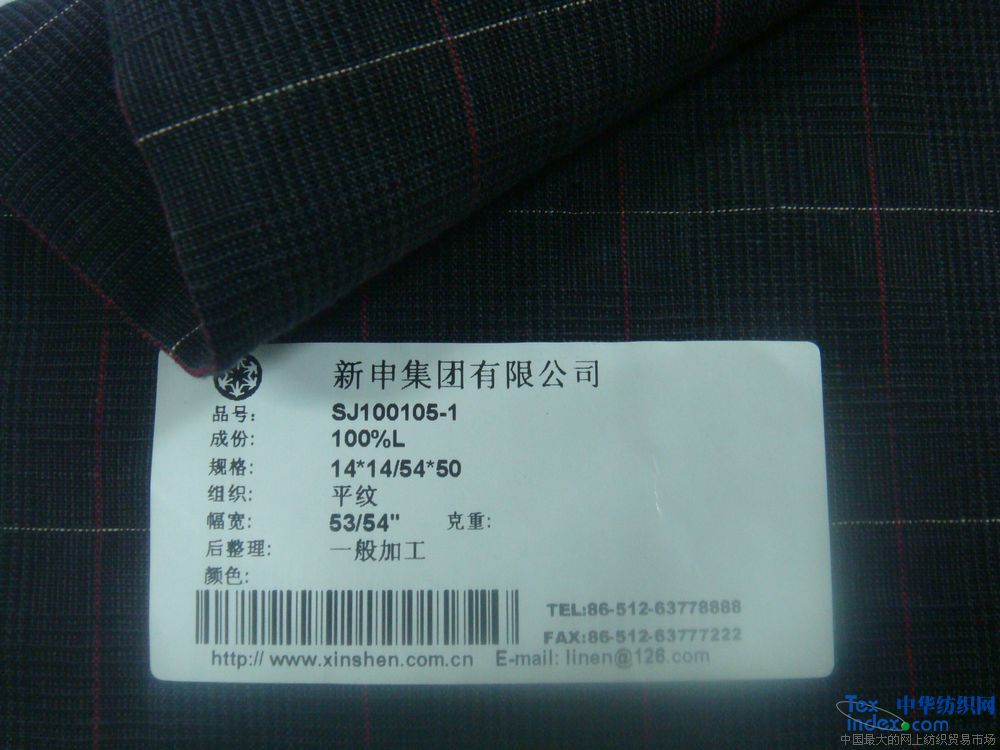 新申集团有限公司
品号: SJ100105-1
成份: 100%L
规格: 14*14/54*50
组织: 平纹
幅宽: 53/54" 克重:
后整理: 一般加工
颜色:
TEL:86-512-63778888
FAX:86-512-63777222
http:// www.xinshen.com.cn E-mail: linen@126.com
Tex 中华纺织网
index.com
中国最大的网上纺织贸易市场